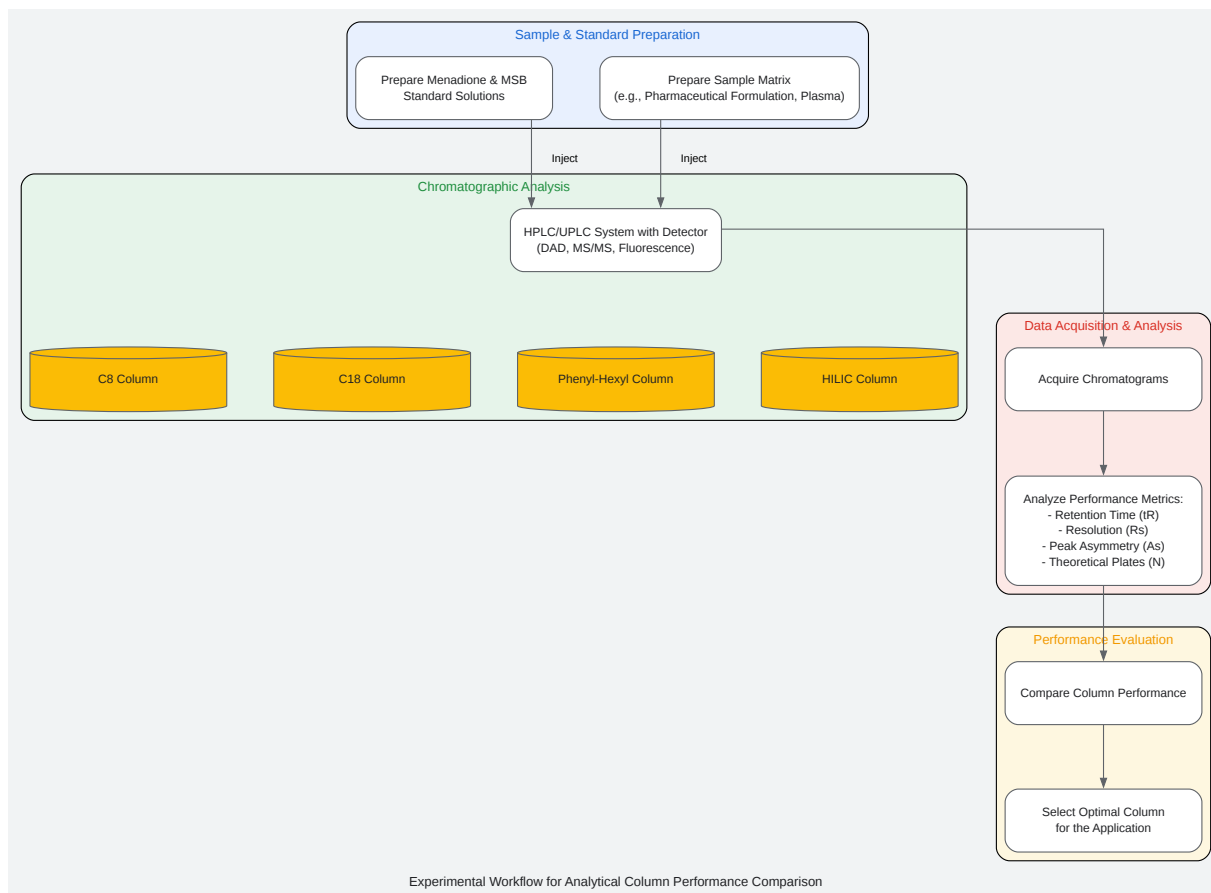 Sample & Standard Preparation
Prepare Menadione & MSB
Standard Solutions
Prepare Sample Matrix
(e.g., Pharmaceutical Formulation, Plasma)
Inject
Inject
Chromatographic Analysis
HPLC/UPLC System with Detector
(DAD, MS/MS, Fluorescence)
C8 Column
C18 Column
Phenyl-Hexyl Column
HILIC Column
Data Acquisition & Analysis
Acquire Chromatograms
Analyze Performance Metrics:
- Retention Time (tR)
- Resolution (Rs)
- Peak Asymmetry (As)
- Theoretical Plates (N)
Performance Evaluation
Compare Column Performance
Select Optimal Column
for the Application
Experimental Workflow for Analytical Column Performance Comparison